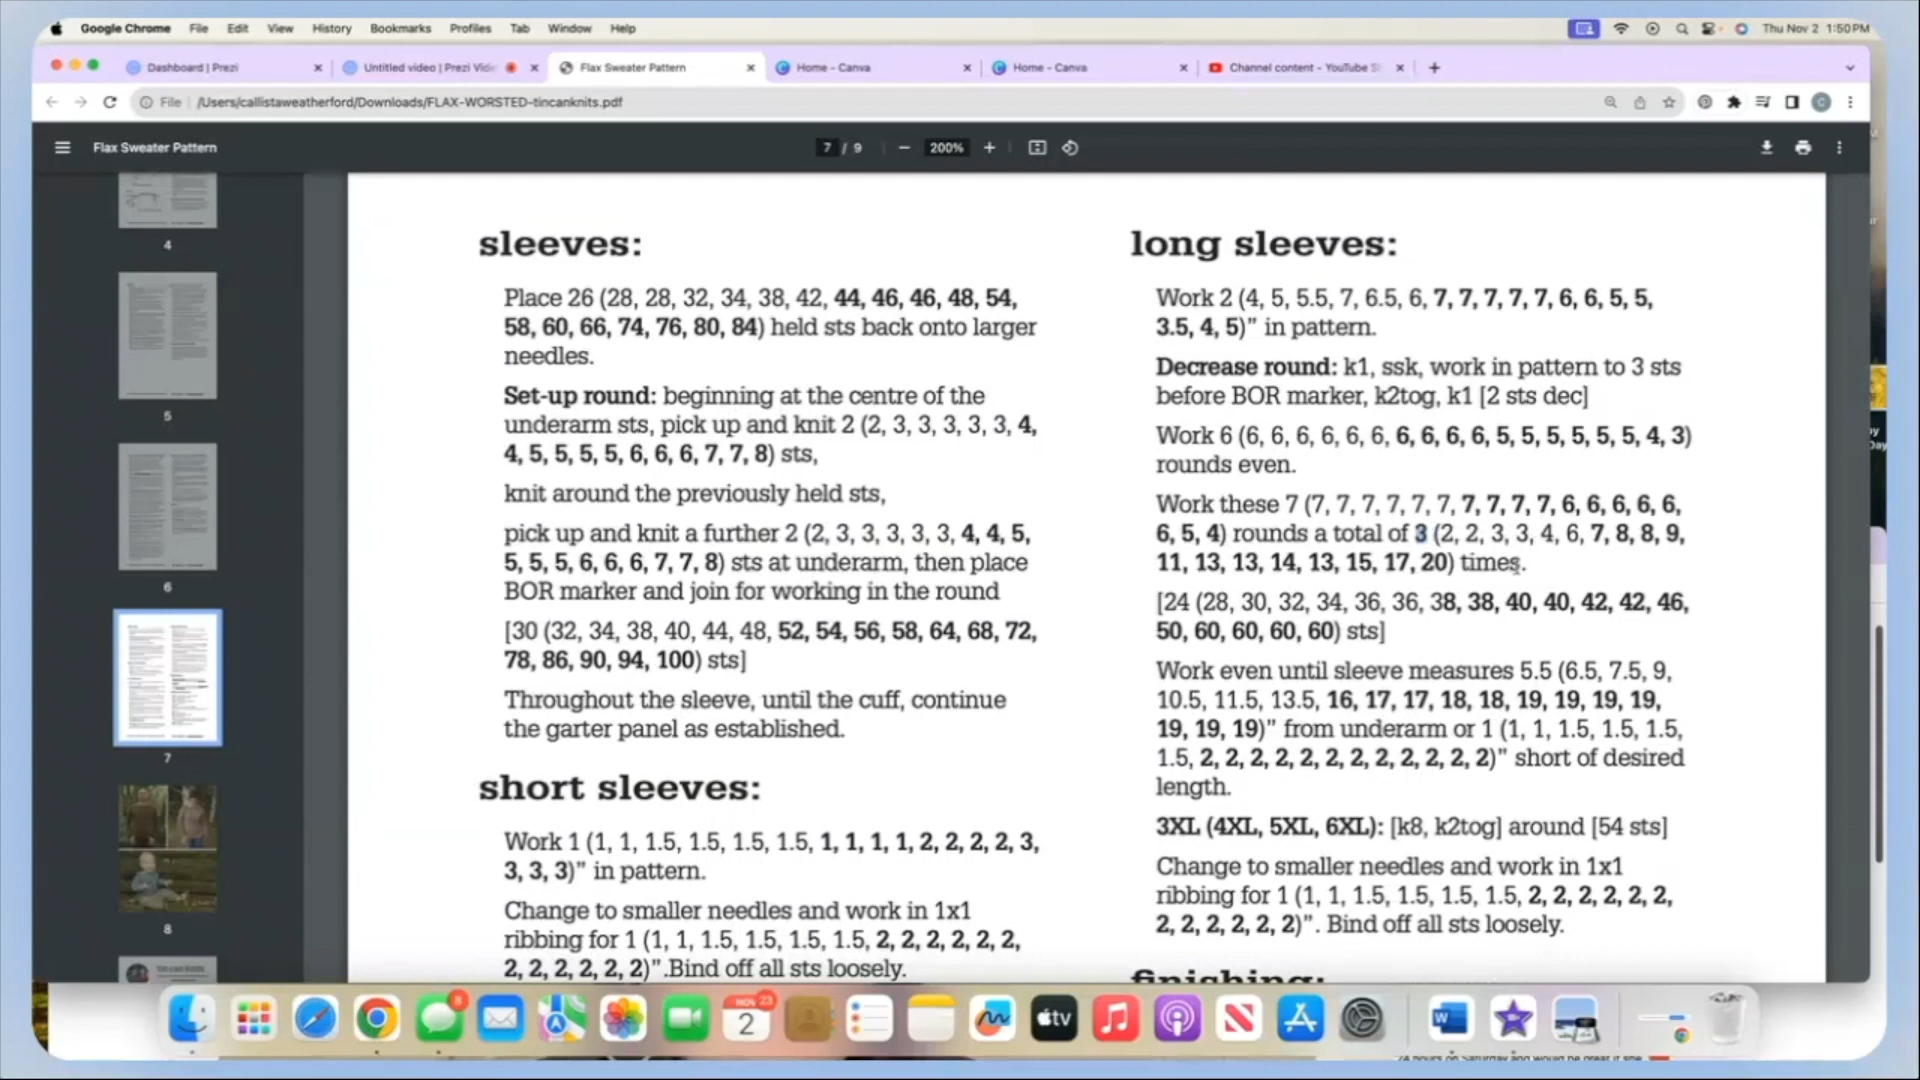 Google Chrome File Edit View History Bookmarks Profiles Tab Window Help Thu Nov 2 1:50PM
Dashboard | Prezi Untitled video | Prezi Vide Flax Sweater Pattern Home - Canva Home - Canva Channel content - YouTube S
File /Users/callistaweatherford/Downloads/FLAX-WORSTED-tincanknits.pdf
Flax Sweater Pattern 7 / 9 200%
4
5
6
7
8
sleeves:
Place 26 (28, 28, 32, 34, 38, 42, 44, 46, 46, 48, 54,
58, 60, 66, 74, 76, 80, 84) held sts back onto larger
needles.
Set-up round: beginning at the centre of the
underarm sts, pick up and knit 2 (2, 3, 3, 3, 3, 3, 4,
4, 5, 5, 5, 5, 6, 6, 6, 7, 7, 8) sts,
knit around the previously held sts,
pick up and knit a further 2 (2, 3, 3, 3, 3, 3, 4, 4, 5,
5, 5, 5, 6, 6, 6, 7, 7, 8) sts at underarm, then place
BOR marker and join for working in the round
[30 (32, 34, 38, 40, 44, 48, 52, 54, 56, 58, 64, 68, 72,
78, 86, 90, 94, 100) sts]
Throughout the sleeve, until the cuff, continue
the garter panel as established.
short sleeves:
Work 1 (1, 1, 1.5, 1.5, 1.5, 1.5, 1, 1, 1, 1, 2, 2, 2, 2, 3,
3, 3, 3)” in pattern.
Change to smaller needles and work in 1x1
ribbing for 1 (1, 1, 1.5, 1.5, 1.5, 1.5, 2, 2, 2, 2, 2, 2,
2, 2, 2, 2, 2, 2)”.Bind off all sts loosely.
long sleeves:
Work 2 (4, 5, 5.5, 7, 6.5, 6, 7, 7, 7, 7, 7, 6, 6, 5, 5,
3.5, 4, 5)” in pattern.
Decrease round: k1, ssk, work in pattern to 3 sts
before BOR marker, k2tog, k1 [2 sts dec]
Work 6 (6, 6, 6, 6, 6, 6, 6, 6, 6, 6, 5, 5, 5, 5, 5, 5, 4, 3)
rounds even.
Work these 7 (7, 7, 7, 7, 7, 7, 7, 7, 7, 7, 6, 6, 6, 6, 6,
6, 5, 4) rounds a total of 3 (2, 2, 3, 3, 4, 6, 7, 8, 8, 9,
11, 13, 13, 14, 13, 15, 17, 20) times.
[24 (28, 30, 32, 34, 36, 36, 38, 38, 40, 40, 42, 42, 46,
50, 60, 60, 60, 60) sts]
Work even until sleeve measures 5.5 (6.5, 7.5, 9,
10.5, 11.5, 13.5, 16, 17, 17, 18, 18, 19, 19, 19, 19,
19, 19, 19)” from underarm or 1 (1, 1, 1.5, 1.5, 1.5,
1.5, 2, 2, 2, 2, 2, 2, 2, 2, 2, 2, 2, 2)” short of desired
length.
3XL (4XL, 5XL, 6XL): [k8, k2tog] around [54 sts]
Change to smaller needles and work in 1x1
ribbing for 1 (1, 1, 1.5, 1.5, 1.5, 1.5, 2, 2, 2, 2, 2, 2,
2, 2, 2, 2, 2, 2)”. Bind off all sts loosely.
finishing:
8
NOV 23
2
tv
W